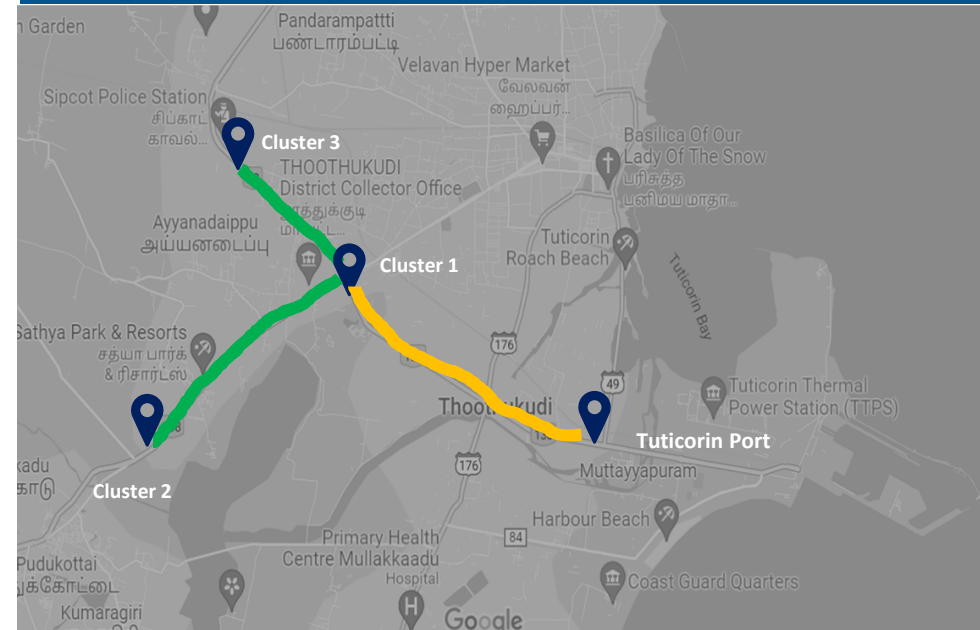 Garden
Pandarampattti
பண்டாரம்பட்டி
Velavan Hyper Market
வேலவன்
ஹைப்பர்...
Sipcot Police Station
சிப்காட்
காவல்...
Cluster 3
Basilica Of Our
Lady Of The Snow
பரிசுத்த
பனிமய மாதா...
THOOTHUKUDI
District Collector Office
Ayyanadaippu
அய்யனடைப்பு
Tuticorin
Roach Beach
Cluster 1
Tuticorin Bay
Sathya Park & Resorts
சத்யா பார்க்
& ரிசார்ட்ஸ்
176
49
Tuticorin Thermal
Power Station (TTPS)
Thoothukudi
Tuticorin Port
176
Muttayyapuram
Cluster 2
Harbour Beach
84
Primary Health
Centre Mullakkaadu
Hospital
Pudukottai
Coast Guard Quarters
Kumaragiri
H
Google